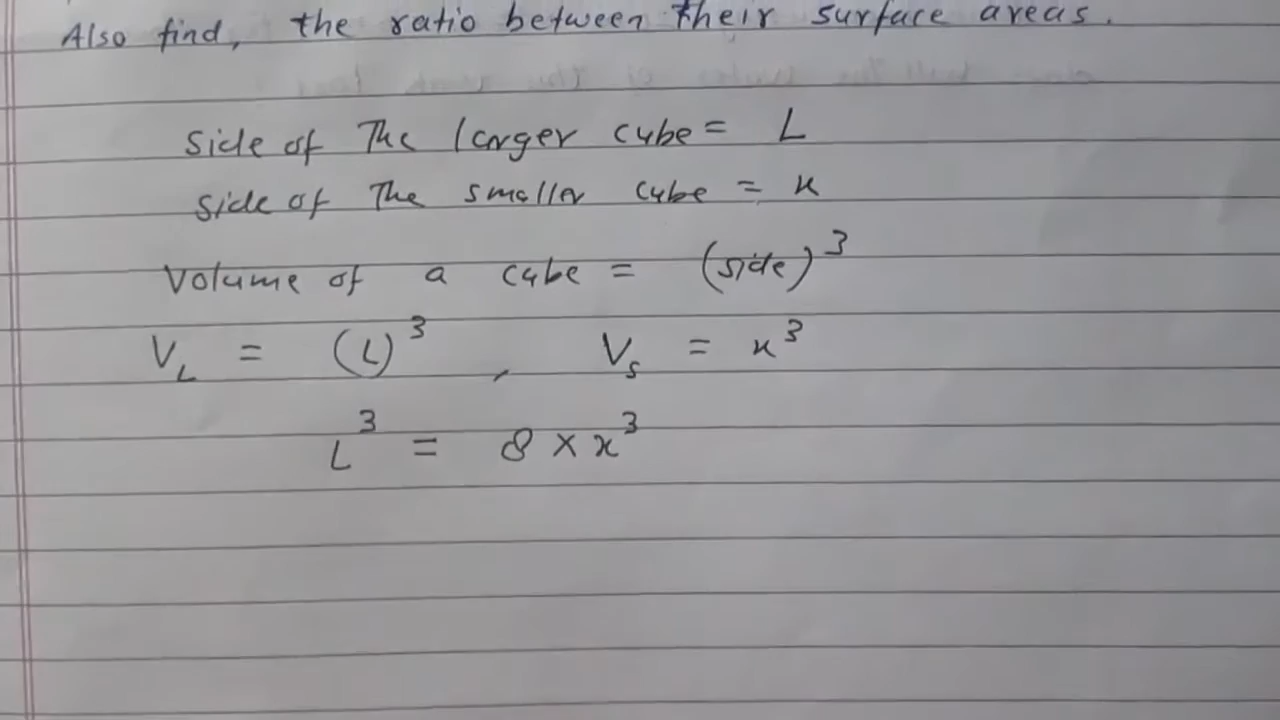 Also find, the ratio between their surface areas.
Side of The larger cube = L
Side of The smaller cube = x
Volume of a cube = (side)³
V_L = (L)³ , V_s = x³
L³ = 8 × x³